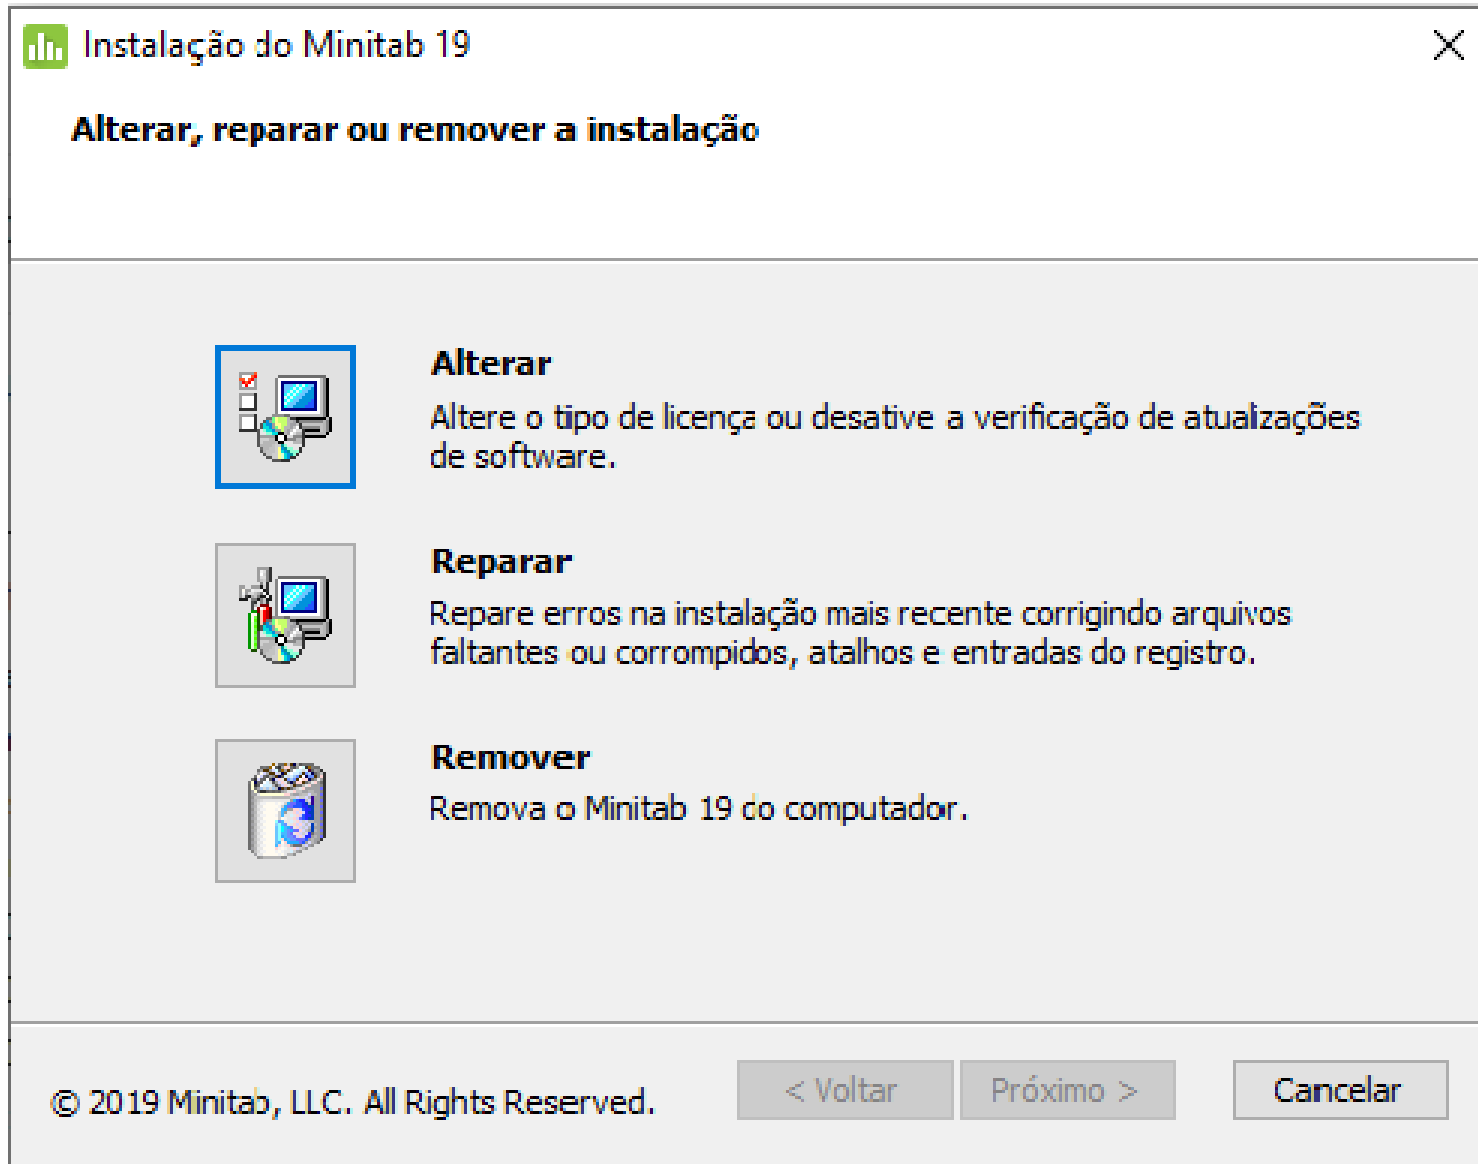 Instalação do Minitab 19
Alterar, reparar ou remover a instalação
Alterar
Altere o tipo de licença ou desative a verificação de atualizações
de software.
Reparar
Repare erros na instalação mais recente corrigindo arquivos
faltantes ou corrompidos, atalhos e entradas do registro.
Remover
Remova o Minitab 19 do computador.
© 2019 Minitab, LLC. All Rights Reserved.
< Voltar
Próximo >
Cancelar